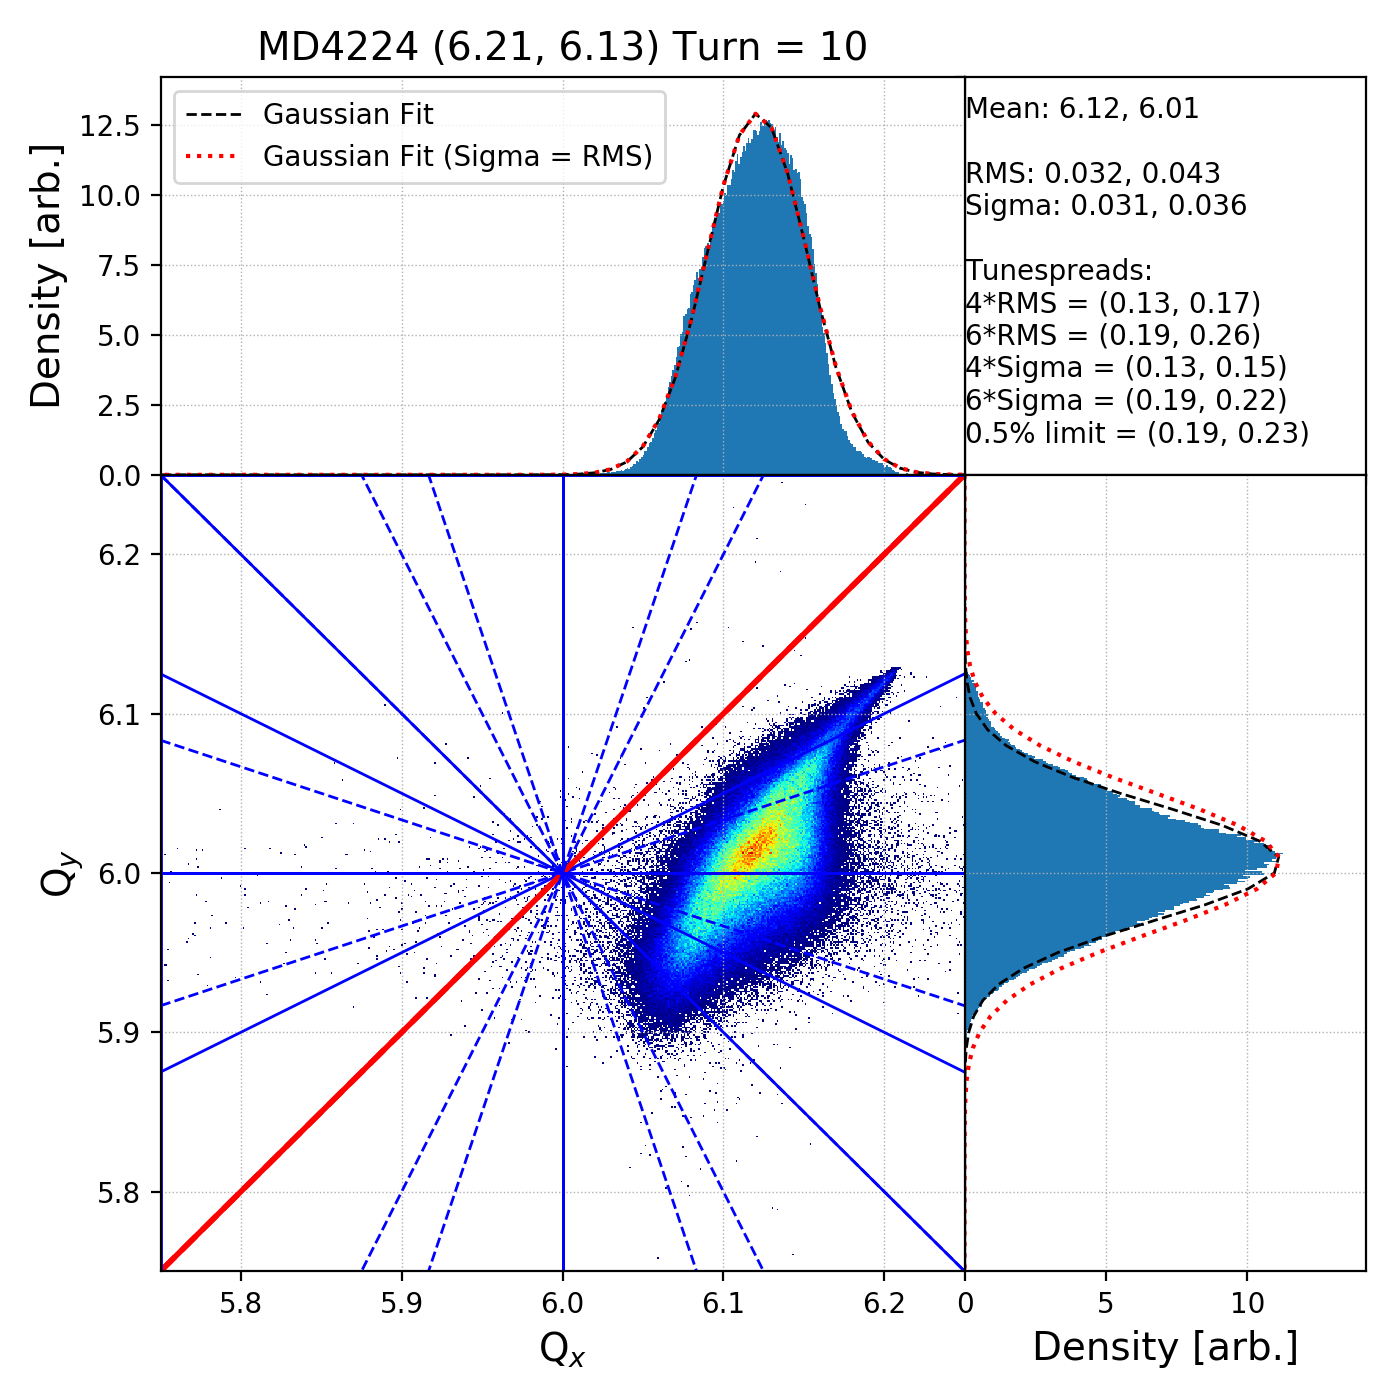 MD4224 (6.21, 6.13) Turn = 10
Gaussian Fit
Gaussian Fit (Sigma = RMS)
Density [arb.]
12.5
10.0
7.5
5.0
2.5
0.0
Mean: 6.12, 6.01
RMS: 0.032, 0.043
Sigma: 0.031, 0.036
Tunespreads:
4*RMS = (0.13, 0.17)
6*RMS = (0.19, 0.26)
4*Sigma = (0.13, 0.15)
6*Sigma = (0.19, 0.22)
0.5% limit = (0.19, 0.23)
Qy
6.2
6.1
6.0
5.9
5.8
5.8 5.9 6.0 6.1 6.2
Qx
0 5 10
Density [arb.]